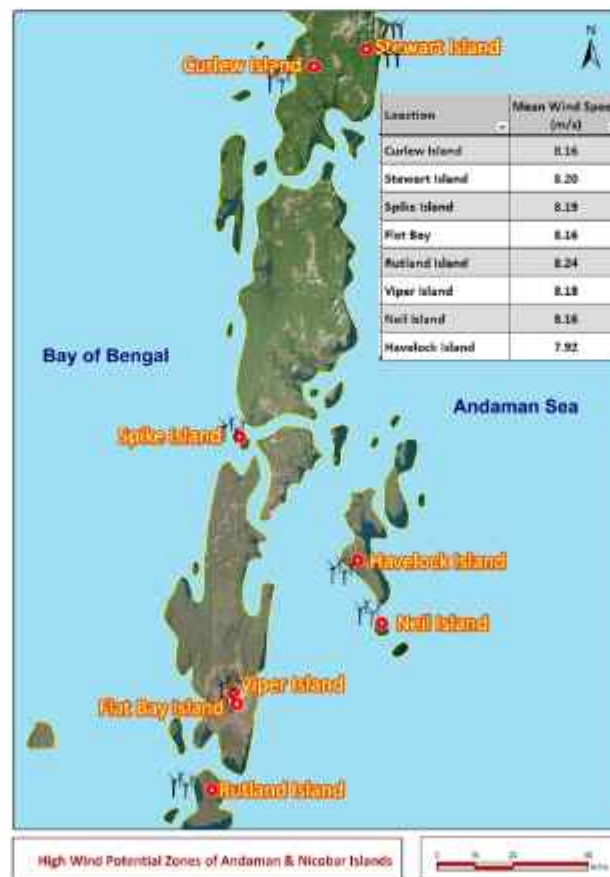 Stewart Island
Curlew Island
N
Location Mean Wind Spee
(m/s)
Curlew Island 8.16
Stewart Island 8.20
Spike Island 8.19
Flat Bay 8.16
Rutland Island 8.24
Viper Island 8.18
Neil Island 8.16
Havelock Island 7.92
Bay of Bengal
Andaman Sea
Spike Island
Havelock Island
Neil Island
Viper Island
Flat Bay Island
Rutland Island
High Wind Potential Zones of Andaman & Nicobar Islands